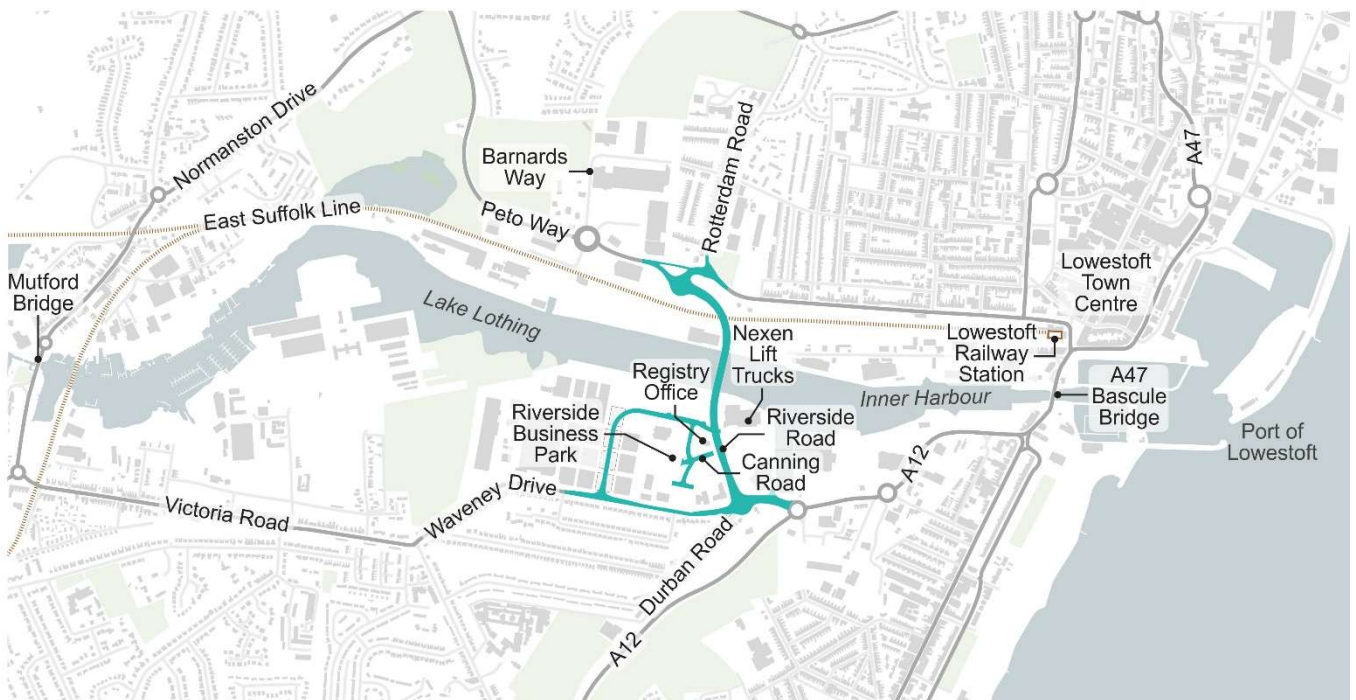 Normanston Drive
East Suffolk Line
Mutford
Bridge
Barnards
Way
Peto Way
Rotterdam Road
A47
Lowestoft
Town
Centre
Lake Lothing
Nexen
Lift
Trucks
Lowestoft
Railway
Station
A47
Bascule
Bridge
Inner Harbour
Port of
Lowestoft
Registry
Office
Riverside
Business
Park
Riverside
Road
Canning
Road
A12
Waveney Drive
Victoria Road
Durban Road
A12